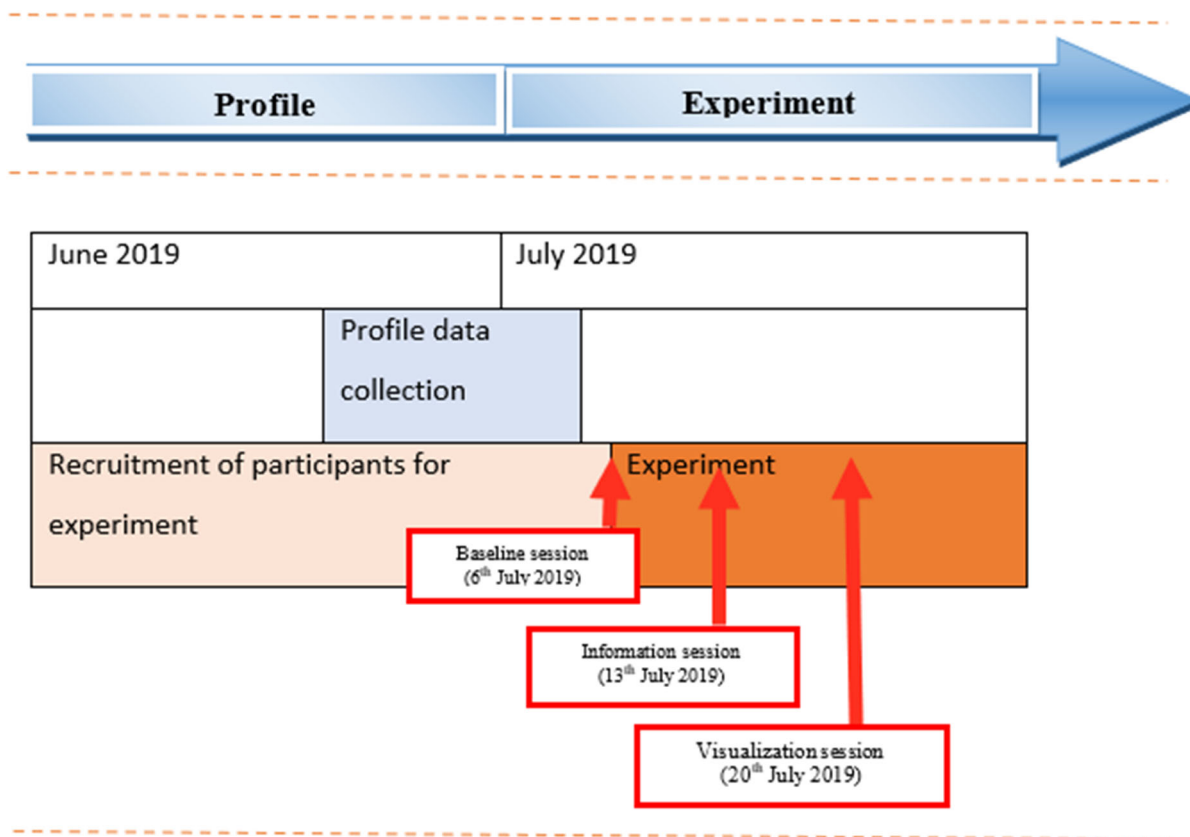 Profile
Experiment
June 2019
July 2019
Profile data
collection
Recruitment of participants for
experiment
Experiment
Baseline session
(6th July 2019)
Information session
(13th July 2019)
Visualization session
(20th July 2019)